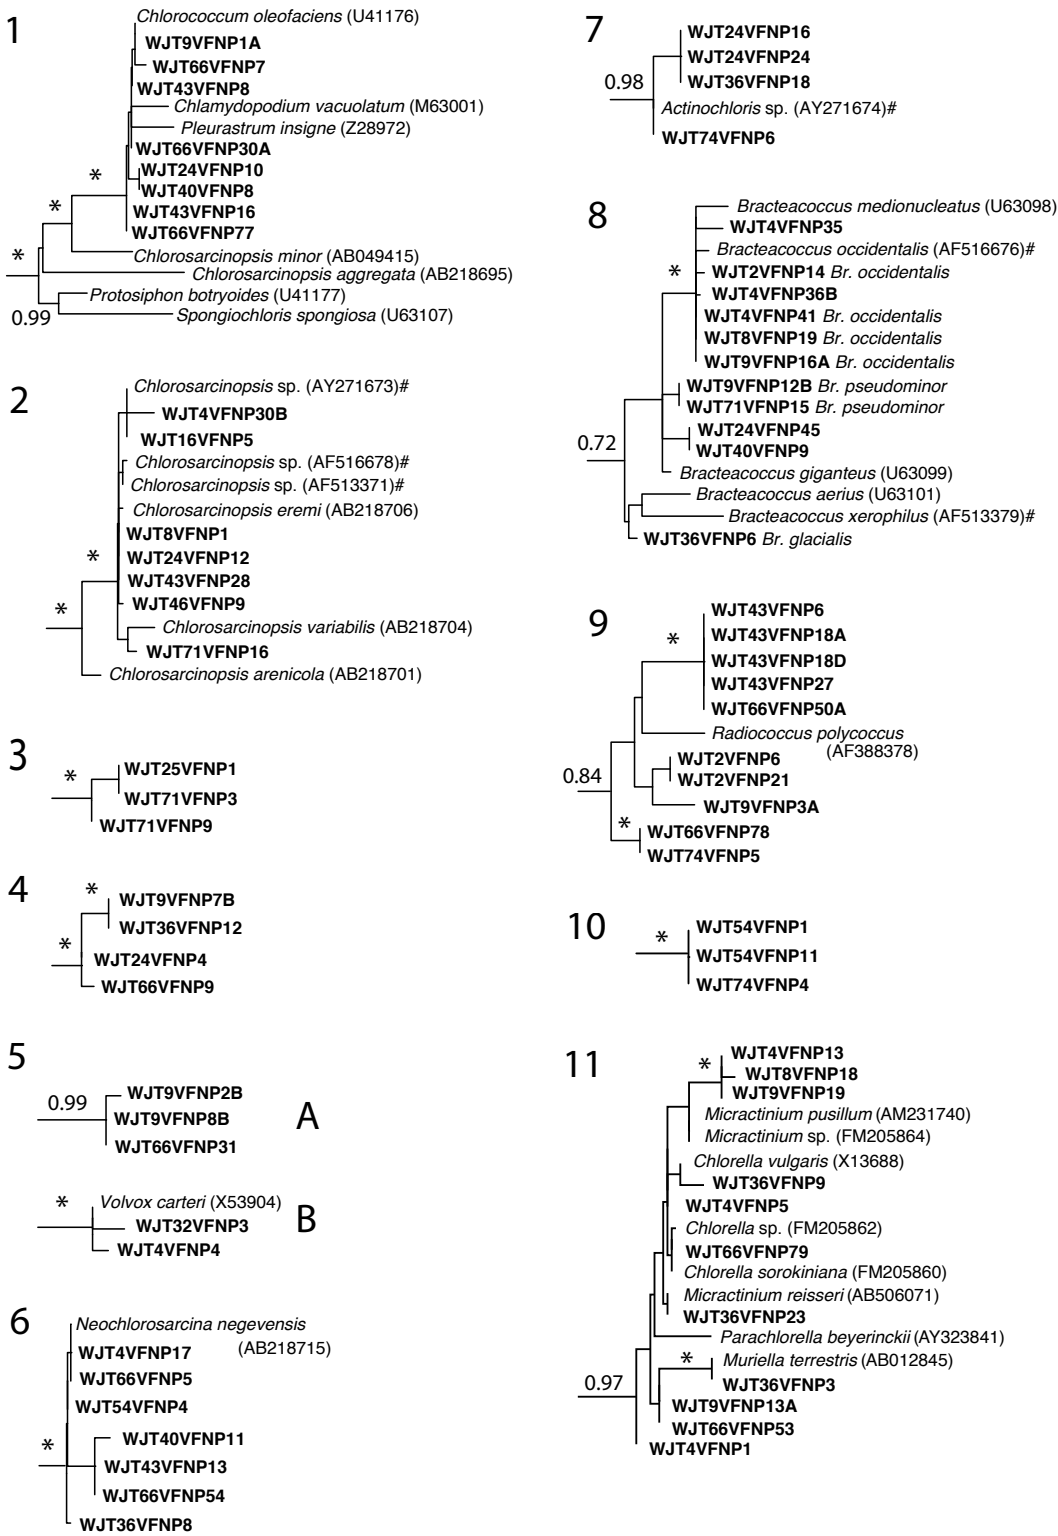 1
Chlorococcum oleofaciens (U41176)
WJT9VFNP1A
WJT66VFNP7
WJT43VFNP8
Chlamydopodium vacuolatum (M63001)
Pleurastrum insigne (Z28972)
WJT66VFNP30A
WJT24VFNP10
*
WJT40VFNP8
*
WJT43VFNP16
WJT66VFNP77
*
Chlorosarcinopsis minor (AB049415)
Chlorosarcinopsis aggregata (AB218695)
Protosiphon botryoides (U41177)
0.99
Spongiochloris spongiosa (U63107)
2
Chlorosarcinopsis sp. (AY271673)#
WJT4VFNP30B
WJT16VFNP5
Chlorosarcinopsis sp. (AF516678)#
Chlorosarcinopsis sp. (AF513371)#
Chlorosarcinopsis eremi (AB218706)
WJT8VFNP1
*
WJT24VFNP12
WJT43VFNP28
*
WJT46VFNP9
Chlorosarcinopsis variabilis (AB218704)
WJT71VFNP16
Chlorosarcinopsis arenicola (AB218701)
3
*
WJT25VFNP1
WJT71VFNP3
WJT71VFNP9
4
*
WJT9VFNP7B
WJT36VFNP12
*
WJT24VFNP4
WJT66VFNP9
5
0.99
WJT9VFNP2B
WJT9VFNP8B
A
WJT66VFNP31
*
Volvox carteri (X53904)
WJT32VFNP3
B
WJT4VFNP4
6
Neochlorosarcina negevensis
(AB218715)
WJT4VFNP17
WJT66VFNP5
WJT54VFNP4
*
WJT40VFNP11
WJT43VFNP13
WJT66VFNP54
WJT36VFNP8
7
WJT24VFNP16
WJT24VFNP24
0.98
WJT36VFNP18
Actinochloris sp. (AY271674)#
WJT74VFNP6
8
Bracteacoccus medionucleatus (U63098)
WJT4VFNP35
Bracteacoccus occidentalis (AF516676)#
*
WJT2VFNP14 Br. occidentalis
WJT4VFNP36B
WJT4VFNP41 Br. occidentalis
WJT8VFNP19 Br. occidentalis
WJT9VFNP16A Br. occidentalis
WJT9VFNP12B Br. pseudominor
WJT71VFNP15 Br. pseudominor
WJT24VFNP45
0.72
WJT40VFNP9
Bracteacoccus giganteus (U63099)
Bracteacoccus aerius (U63101)
Bracteacoccus xerophilus (AF513379)#
WJT36VFNP6 Br. glacialis
9
WJT43VFNP6
*
WJT43VFNP18A
WJT43VFNP18D
WJT43VFNP27
WJT66VFNP50A
Radiococcus polycoccus
(AF388378)
WJT2VFNP6
0.84
WJT2VFNP21
WJT9VFNP3A
*
WJT66VFNP78
WJT74VFNP5
10
*
WJT54VFNP1
WJT54VFNP11
WJT74VFNP4
11
*
WJT4VFNP13
WJT8VFNP18
WJT9VFNP19
Micractinium pusillum (AM231740)
Micractinium sp. (FM205864)
Chlorella vulgaris (X13688)
WJT36VFNP9
WJT4VFNP5
Chlorella sp. (FM205862)
WJT66VFNP79
Chlorella sorokiniana (FM205860)
Micractinium reisseri (AB506071)
WJT36VFNP23
Parachlorella beyerinckii (AY323841)
*
Muriella terrestris (AB012845)
0.97
WJT36VFNP3
WJT9VFNP13A
WJT66VFNP53
WJT4VFNP1